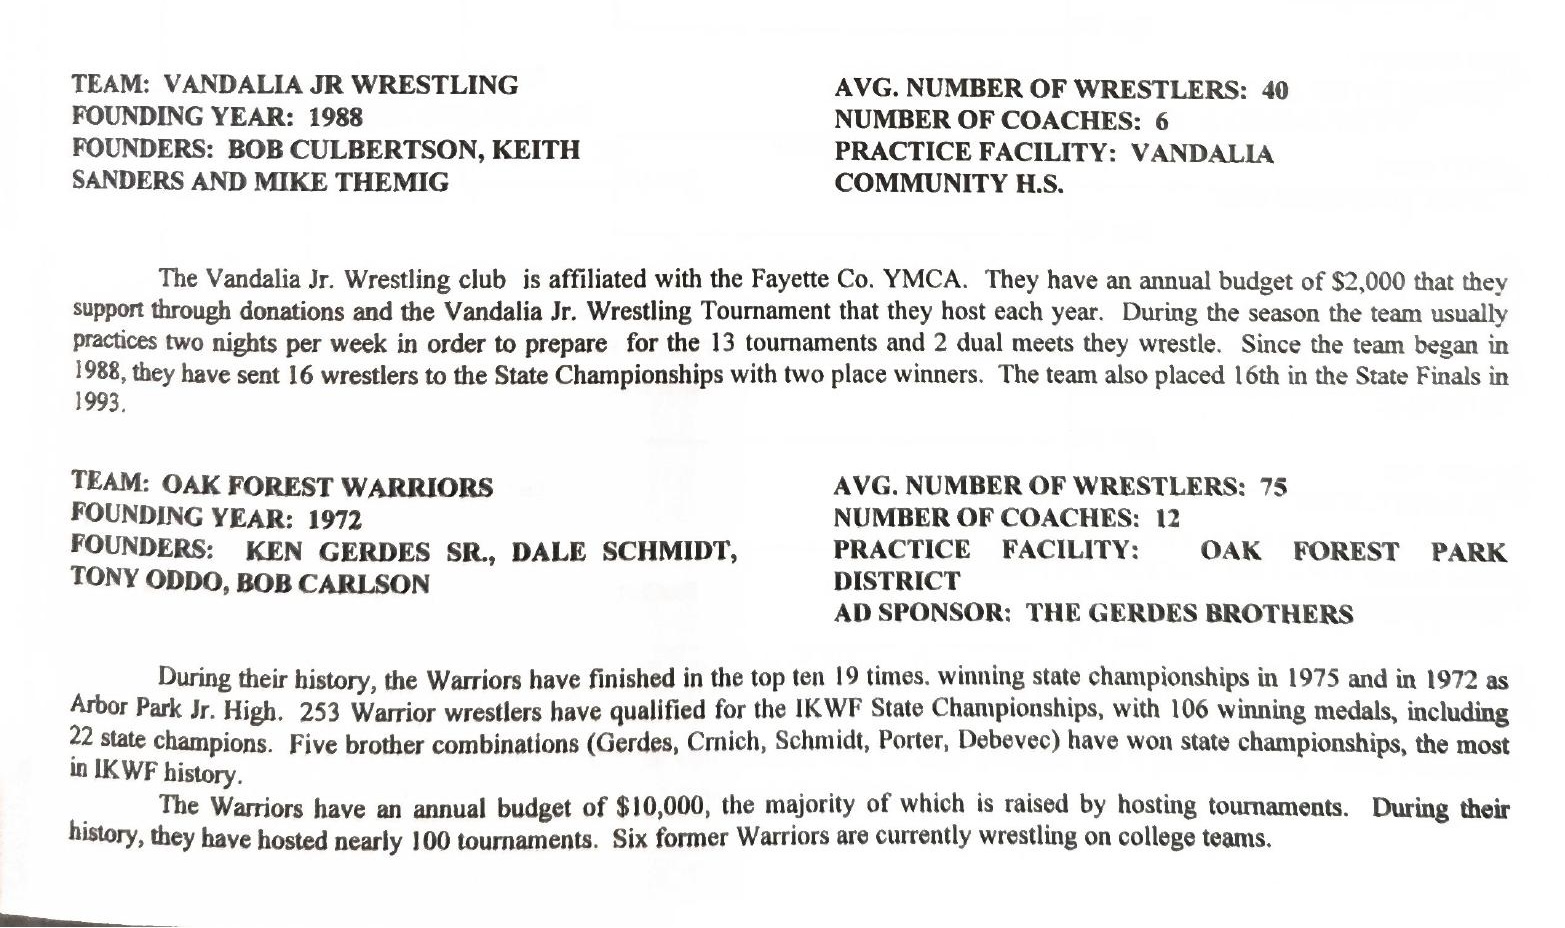 TEAM: VANDALIA JR WRESTLING
FOUNDING YEAR: 1988
FOUNDERS: BOB CULBERTSON, KEITH
SANDERS AND MIKE THEMIG
AVG. NUMBER OF WRESTLERS: 40
NUMBER OF COACHES: 6
PRACTICE FACILITY: VANDALIA
COMMUNITY H.S.
The Vandalia Jr. Wrestling club is affiliated with the Fayette Co. YMCA. They have an annual budget of $2,000 that they
support through donations and the Vandalia Jr. Wrestling Tournament that they host each year. During the season the team usually
practices two nights per week in order to prepare for the 13 tournaments and 2 dual meets they wrestle. Since the team began in
1988, they have sent 16 wrestlers to the State Championships with two place winners. The team also placed 16th in the State Finals in
1993.
TEAM: OAK FOREST WARRIORS
FOUNDING YEAR: 1972
FOUNDERS: KEN GERDES SR., DALE SCHMIDT,
TONY ODDO, BOB CARLSON
AVG. NUMBER OF WRESTLERS: 75
NUMBER OF COACHES: 12
PRACTICE FACILITY: OAK FOREST PARK
DISTRICT
AD SPONSOR: THE GERDES BROTHERS
During their history, the Warriors have finished in the top ten 19 times. winning state championships in 1975 and in 1972 as
Arbor Park Jr. High. 253 Warrior wrestlers have qualified for the IKWF State Championships, with 106 winning medals, including
22 state champions. Five brother combinations (Gerdes, Crnich, Schmidt, Porter, Debevec) have won state championships, the most
in IKWF history.
The Warriors have an annual budget of $10,000, the majority of which is raised by hosting tournaments. During their
history, they have hosted nearly 100 tournaments. Six former Warriors are currently wrestling on college teams.